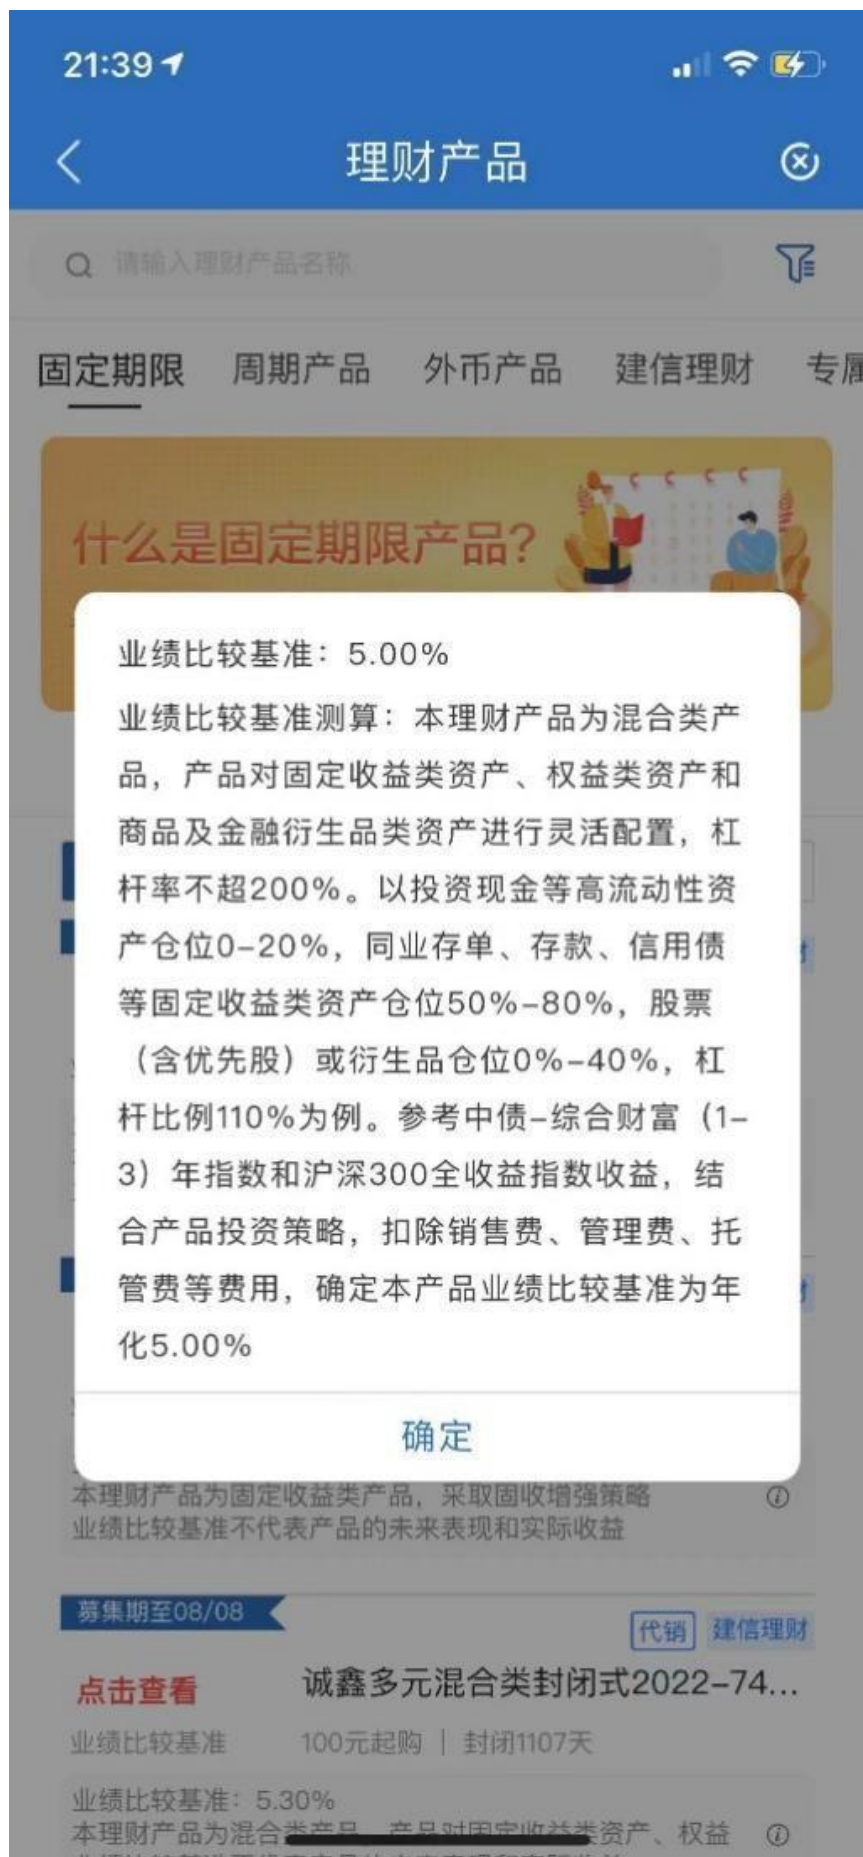 21:39
理财产品
请输入理财产品名称
固定期限 周期产品 外币产品 建信理财 专属
什么是固定期限产品?
业绩比较基准：5.00%
业绩比较基准测算：本理财产品为混合类产
品，产品对固定收益类资产、权益类资产和
商品及金融衍生品类资产进行灵活配置，杠
杆率不超200%。以投资现金等高流动性资
产仓位0-20%，同业存单、存款、信用债
等固定收益类资产仓位50%-80%，股票
（含优先股）或衍生品仓位0%-40%，杠
杆比例110%为例。参考中债-综合财富（1-
3）年指数和沪深300全收益指数收益，结
合产品投资策略，扣除销售费、管理费、托
管费等费用，确定本产品业绩比较基准为年
化5.00%
确定
本理财产品为固定收益类产品，采取固收增强策略
业绩比较基准不代表产品的未来表现和实际收益
募集期至08/08
代销 建信理财
点击查看 诚鑫多元混合类封闭式2022-74...
业绩比较基准 100元起购 | 封闭1107天
业绩比较基准：5.30%
本理财产品为混合类产品，产品对固定收益类资产、权益